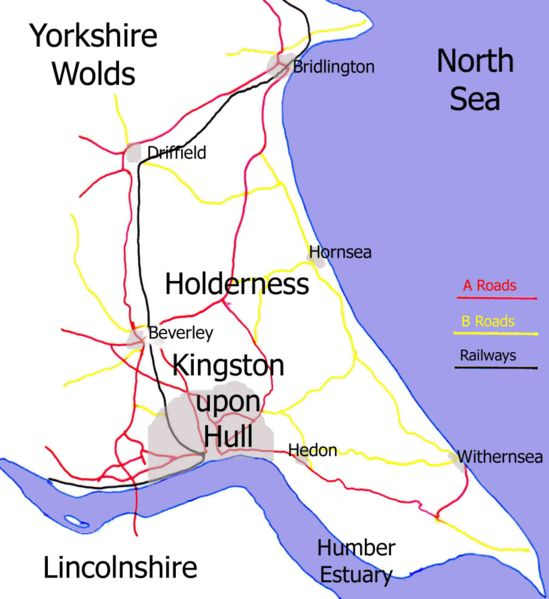 Yorkshire
Wolds
North
Sea
Bridlington
Driffield
Hornsea
Holderness
A Roads
B Roads
Railways
Beverley
Kingston
upon
Hull
Hedon
Withernsea
Lincolnshire
Humber
Estuary